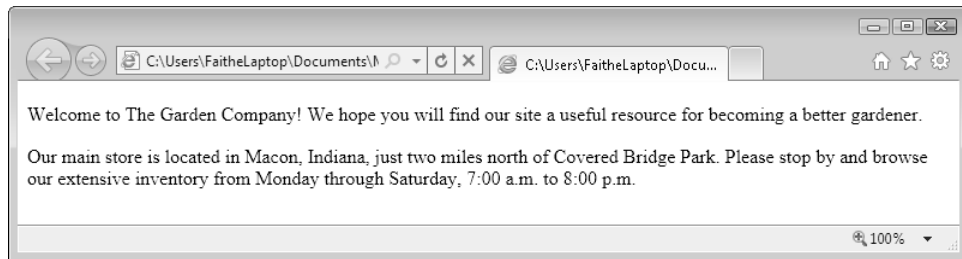 C:\Users\FaitheLaptop\Documents\
C:\Users\FaitheLaptop\Docu...
Welcome to The Garden Company! We hope you will find our site a useful resource for becoming a better gardener.
Our main store is located in Macon, Indiana, just two miles north of Covered Bridge Park. Please stop by and browse
our extensive inventory from Monday through Saturday, 7:00 a.m. to 8:00 p.m.
100%